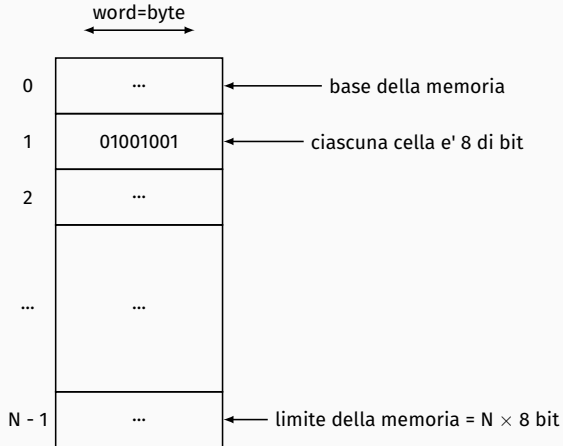 word=byte
0 ... base della memoria
1 01001001 ciascuna cella e' 8 di bit
2 ...
... ...
N - 1 ... limite della memoria = N × 8 bit